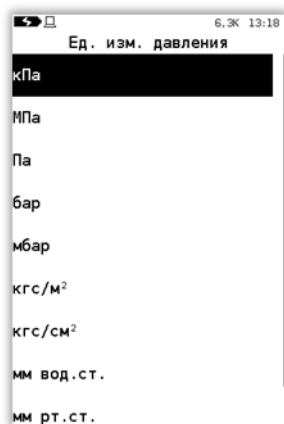 6,3K 13:18
Ед. изм. давления
кПа
МПа
Па
бар
мбар
кгс/м²
кгс/см²
мм вод.ст.
мм рт.ст.